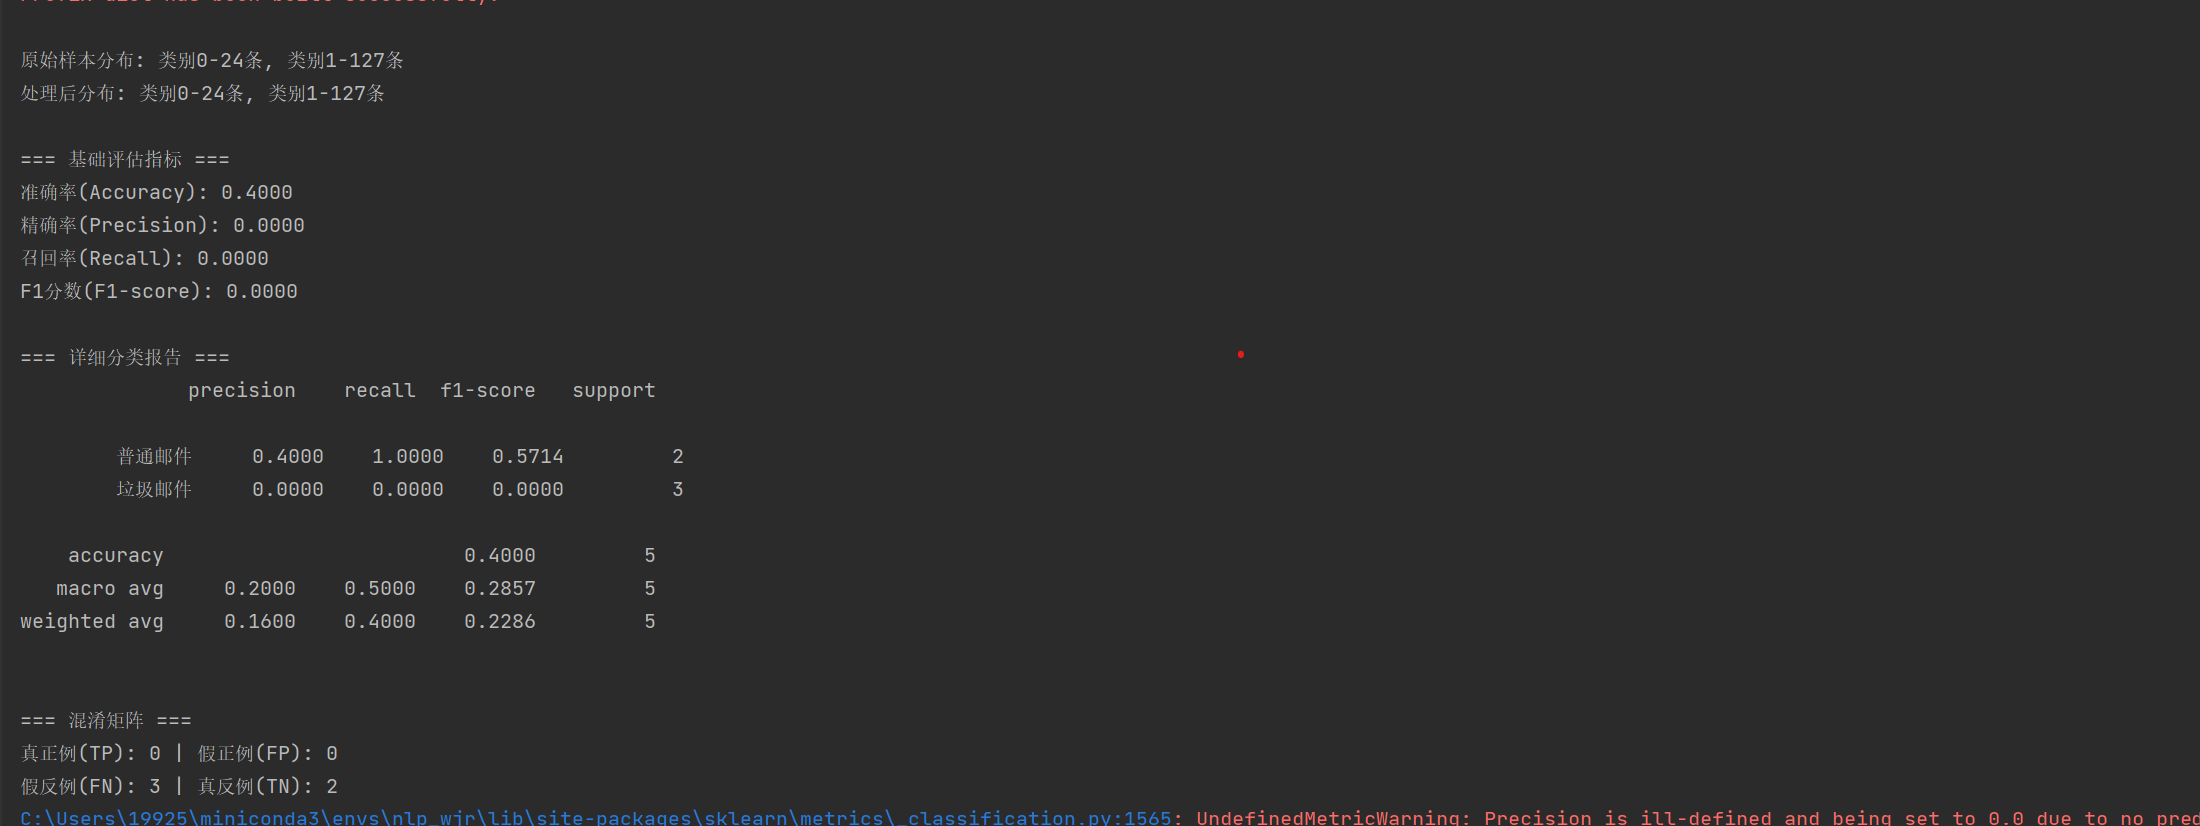 原始样本分布: 类别0-24条, 类别1-127条
处理后分布: 类别0-24条, 类别1-127条
=== 基础评估指标 ===
准确率(Accuracy): 0.4000
精确率(Precision): 0.0000
召回率(Recall): 0.0000
F1分数(F1-score): 0.0000
=== 详细分类报告 ===
precision recall f1-score support
普通邮件 0.4000 1.0000 0.5714 2
垃圾邮件 0.0000 0.0000 0.0000 3
accuracy 0.4000 5
macro avg 0.2000 0.5000 0.2857 5
weighted avg 0.1600 0.4000 0.2286 5
=== 混淆矩阵 ===
真正例(TP): 0 | 假正例(FP): 0
假反例(FN): 3 | 真反例(TN): 2
C:\Users\19925\miniconda3\envs\nlp_wjr\lib\site-packages\sklearn\metrics\_classification.py:1565: UndefinedMetricWarning: Precision is ill-defined and being set to 0.0 due to no pred